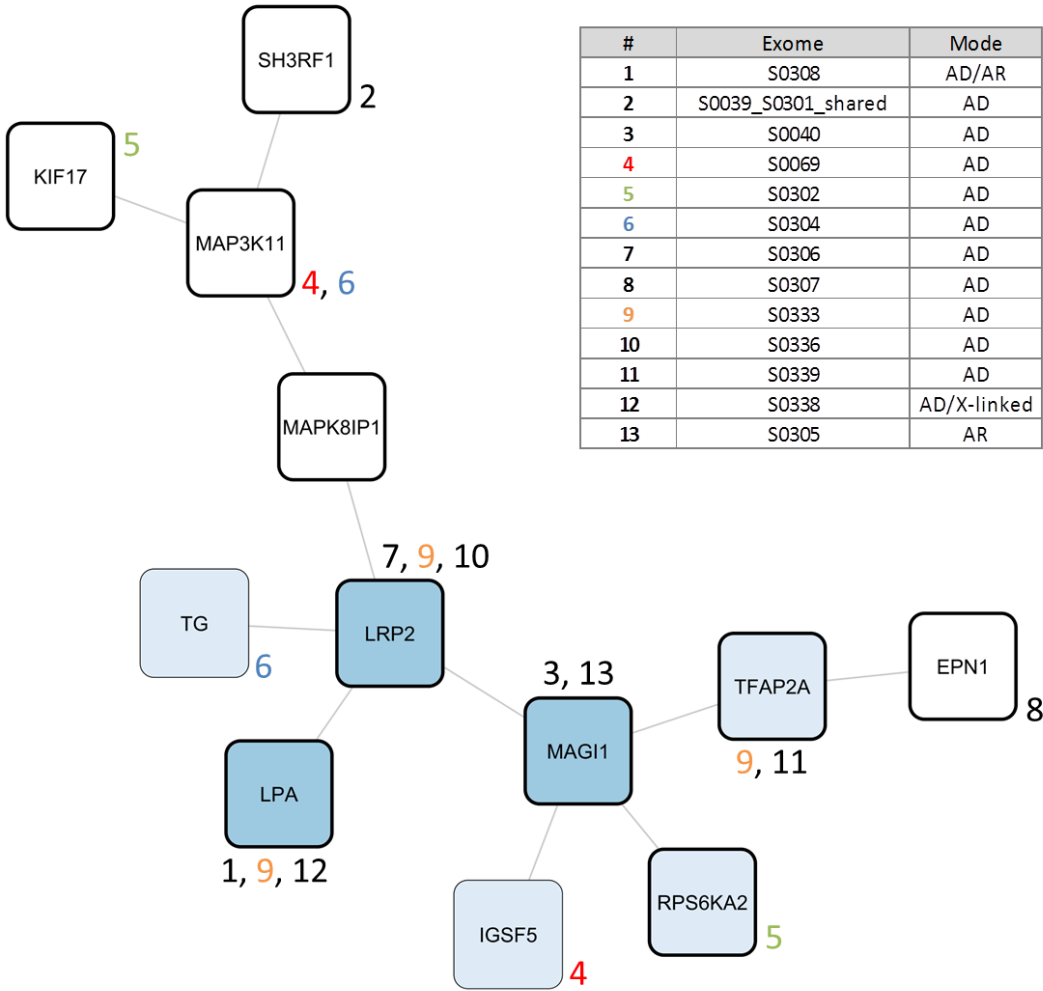 SH3RF1
2
5
KIF17
MAP3K11
4, 6
MAPK8IP1
7, 9, 10
TG
LRP2
6
3, 13
TFAP2A
EPN1
8
MAGI1
9, 11
LPA
1, 9, 12
RPS6KA2
5
IGSF5
4
# Exome Mode
1 S0308 AD/AR
2 S0039_S0301_shared AD
3 S0040 AD
4 S0069 AD
5 S0302 AD
6 S0304 AD
7 S0306 AD
8 S0307 AD
9 S0333 AD
10 S0336 AD
11 S0339 AD
12 S0338 AD/X-linked
13 S0305 AR